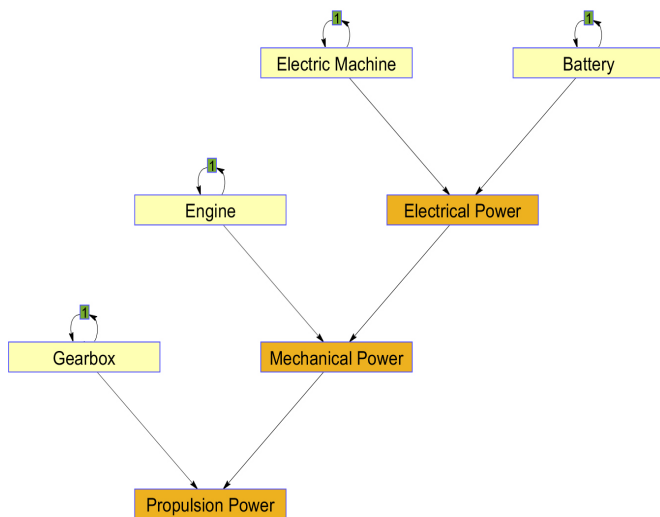 1
1
Electric Machine
Battery
1
Engine
Electrical Power
1
Gearbox
Mechanical Power
Propulsion Power